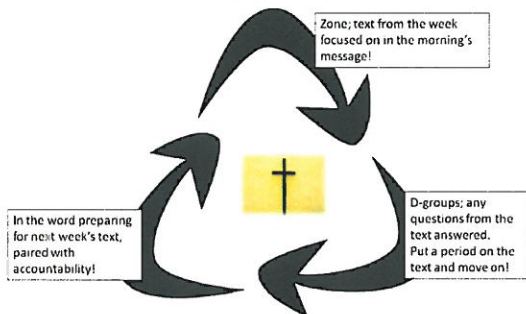 Zone; text from the week
focused on in the morning's
message!
In the word preparing
for next week's text,
paired with
accountability!
D-groups; any
questions from the
text answered.
Put a period on the
text and move on!